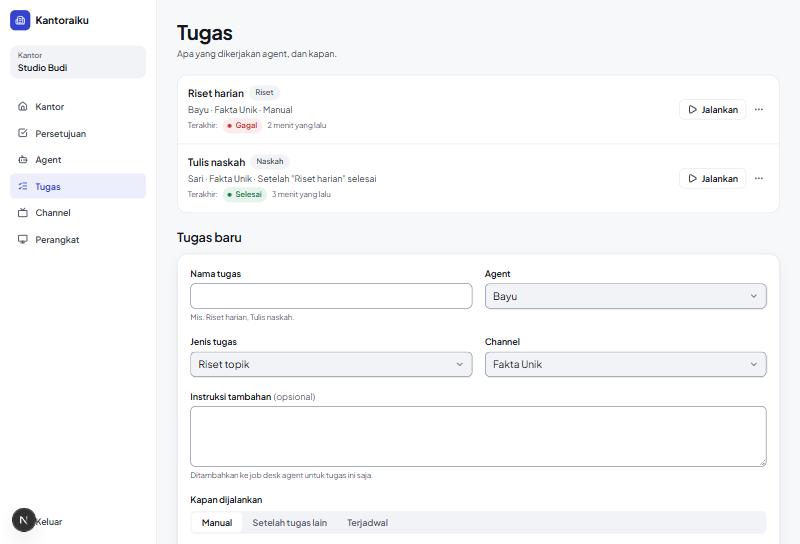 Kantoraiku
Kantor
Studio Budi
Kantor
Persetujuan
Agent
Tugas
Channel
Perangkat
N
Keluar
Tugas
Apa yang dikerjakan agent, dan kapan.
Riset harian Riset
Bayu · Fakta Unik · Manual
Terakhir: Gagal 2 menit yang lalu
Jalankan
Tulis naskah Naskah
Sari · Fakta Unik · Setelah "Riset harian" selesai
Terakhir: Selesai 3 menit yang lalu
Jalankan
Tugas baru
Nama tugas
Mis. Riset harian, Tulis naskah.
Agent
Bayu
Jenis tugas
Riset topik
Channel
Fakta Unik
Instruksi tambahan (opsional)
Ditambahkan ke job desk agent untuk tugas ini saja.
Kapan dijalankan
Manual Setelah tugas lain Terjadwal